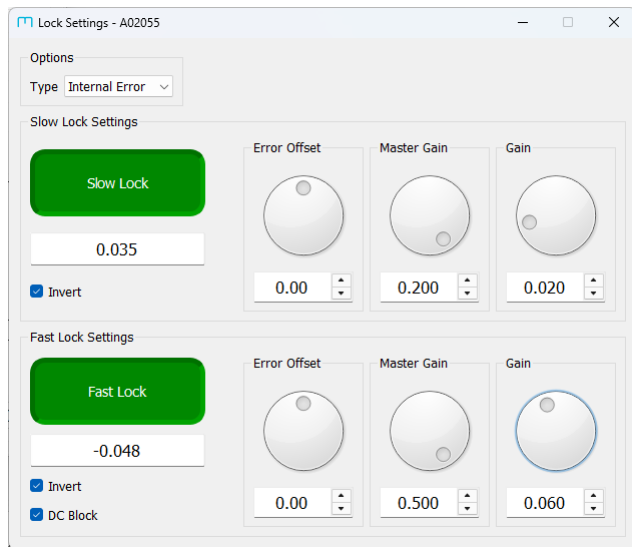 Lock Settings - A02055
Options
Type Internal Error
Slow Lock Settings
Slow Lock
0.035
Invert
Error Offset
0.00
Master Gain
0.200
Gain
0.020
Fast Lock Settings
Fast Lock
-0.048
Invert
DC Block
Error Offset
0.00
Master Gain
0.500
Gain
0.060